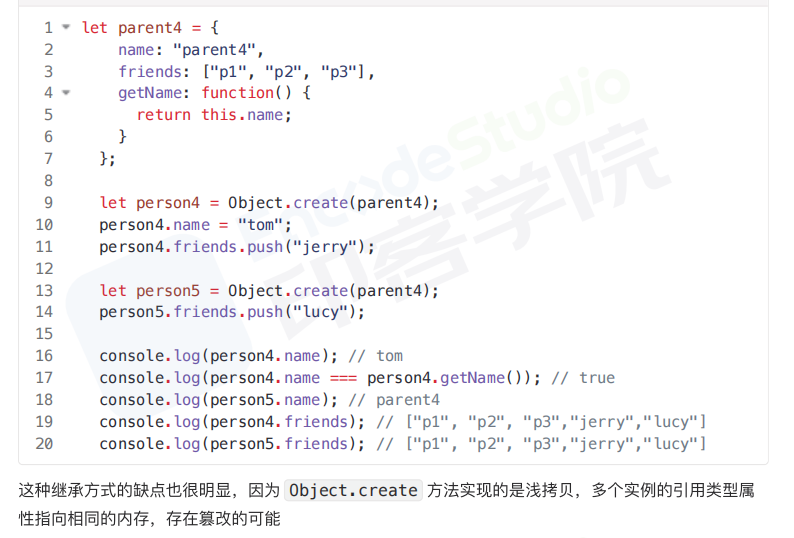 1 let parent4 = {
2 name: "parent4",
3 friends: ["p1", "p2", "p3"],
4 getName: function() {
5 return this.name;
6 }
7 };
8
9 let person4 = Object.create(parent4);
10 person4.name = "tom";
11 person4.friends.push("jerry");
12
13 let person5 = Object.create(parent4);
14 person5.friends.push("lucy");
15
16 console.log(person4.name); // tom
17 console.log(person4.name === person4.getName()); // true
18 console.log(person5.name); // parent4
19 console.log(person4.friends); // ["p1", "p2", "p3","jerry","lucy"]
20 console.log(person5.friends); // ["p1", "p2", "p3","jerry","lucy"]
EncodeStudio
印客学院
这种继承方式的缺点也很明显，因为 Object.create 方法实现的是浅拷贝，多个实例的引用类型属
性指向相同的内存，存在篡改的可能